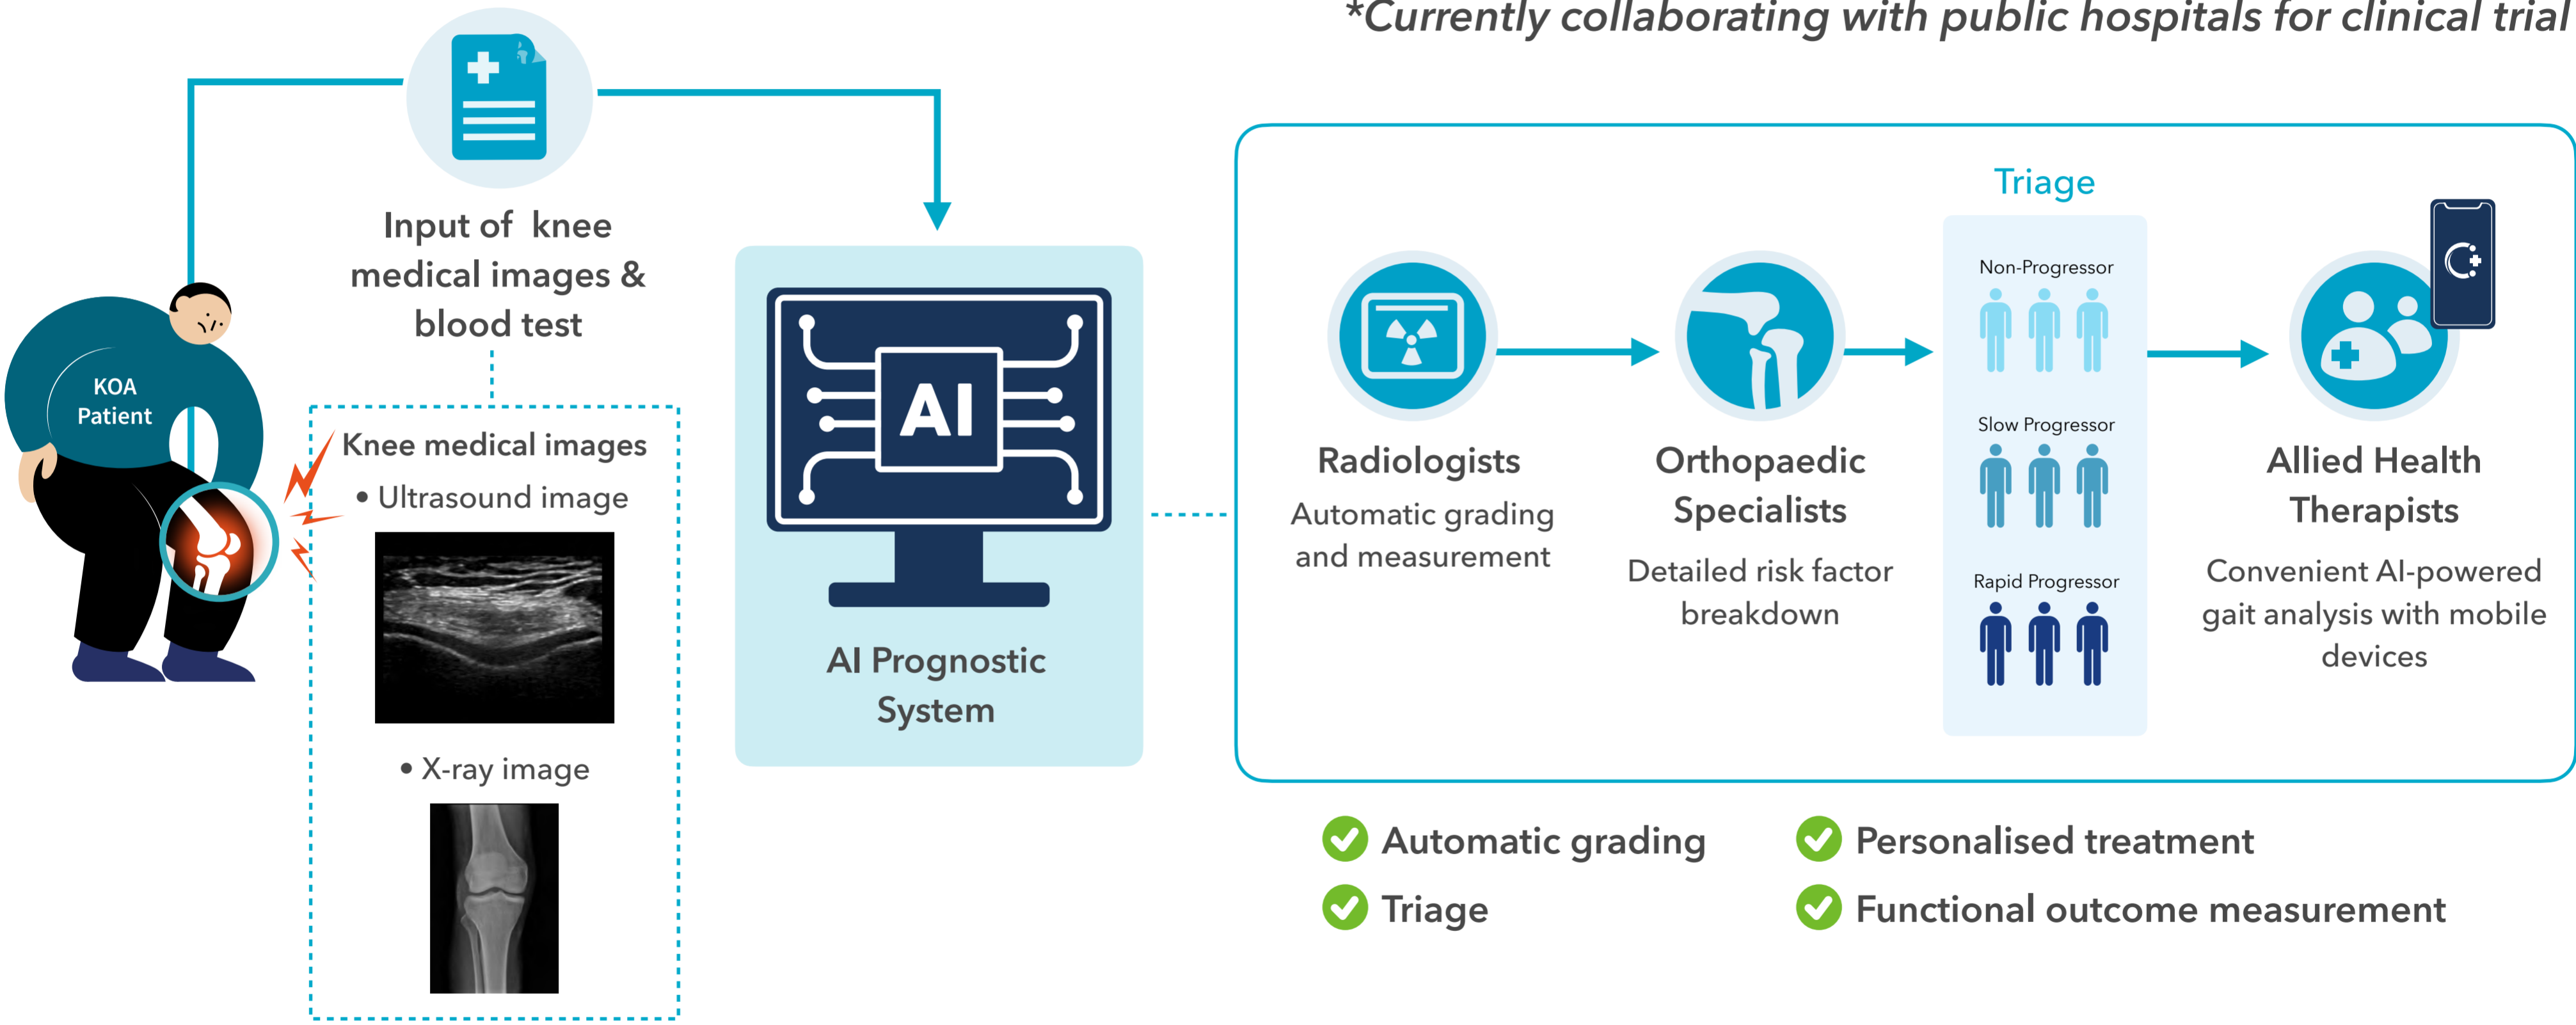 *Currently collaborating with public hospitals for clinical trial
Input of knee
medical images &
blood test
KOA
Patient
Knee medical images
• Ultrasound image
• X-ray image
AI
AI Prognostic
System
Radiologists
Automatic grading
and measurement
Orthopaedic
Specialists
Detailed risk factor
breakdown
Triage
Non-Progressor
Slow Progressor
Rapid Progressor
Allied Health
Therapists
Convenient AI-powered
gait analysis with mobile
devices
Automatic grading
Triage
Personalised treatment
Functional outcome measurement